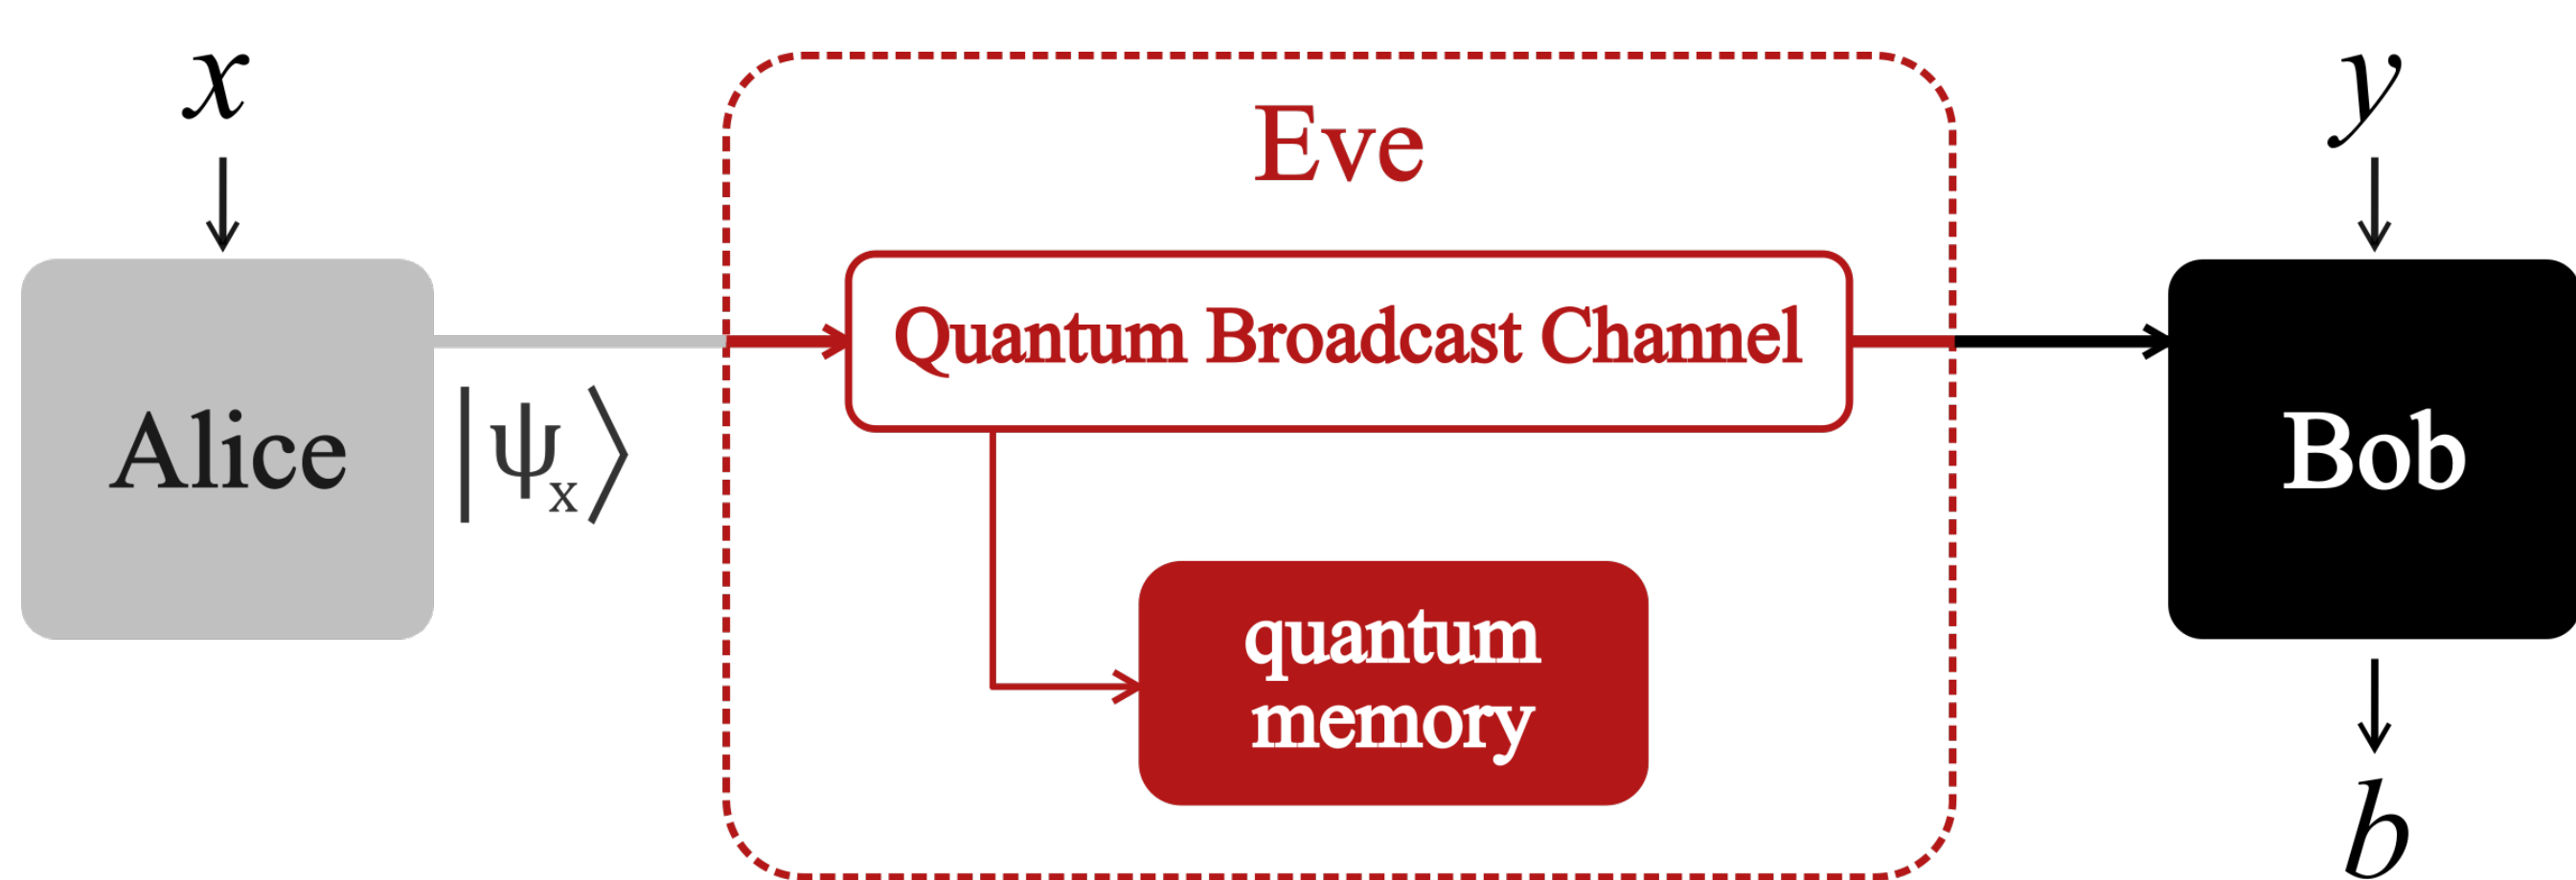 x
y
Eve
Quantum Broadcast Channel
Alice
|ψx⟩
Bob
quantum
memory
b